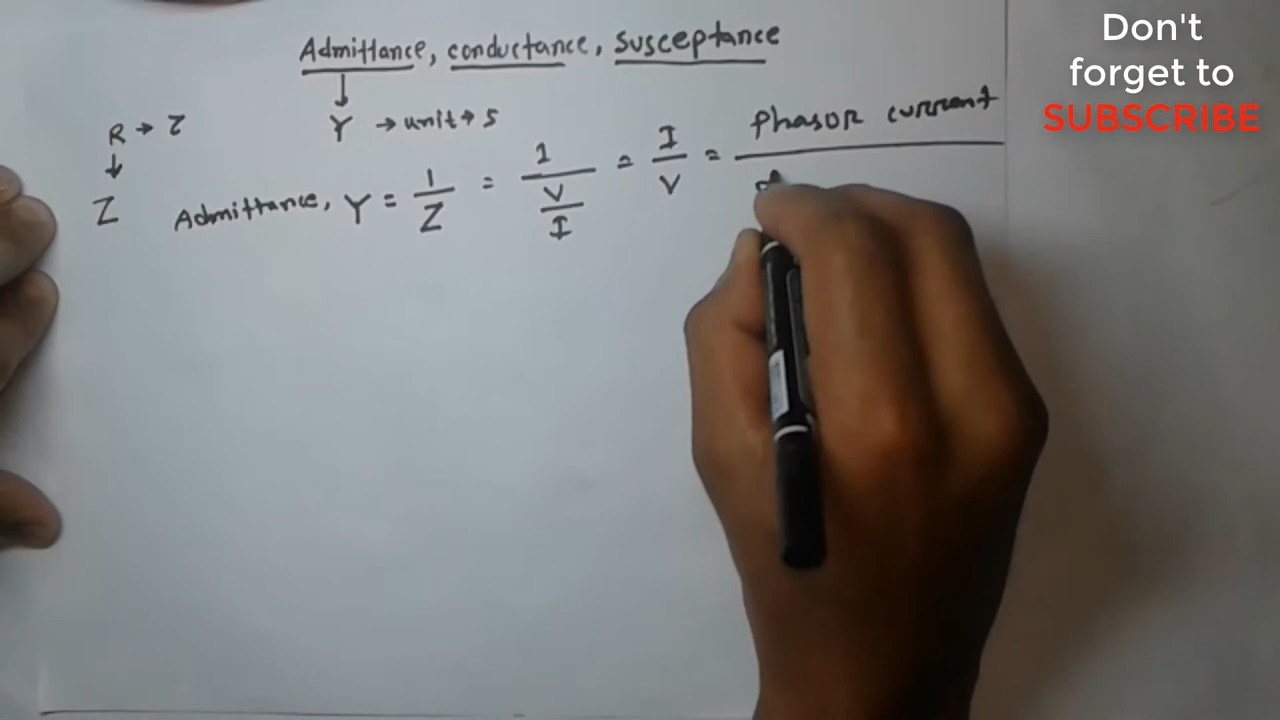 Admittance, conductance, susceptance
Y → unit → S
R → Z
Z
Admittance, Y = 1/Z = 1/(V/I) = I/V = Phasor current
Don't
forget to
SUBSCRIBE